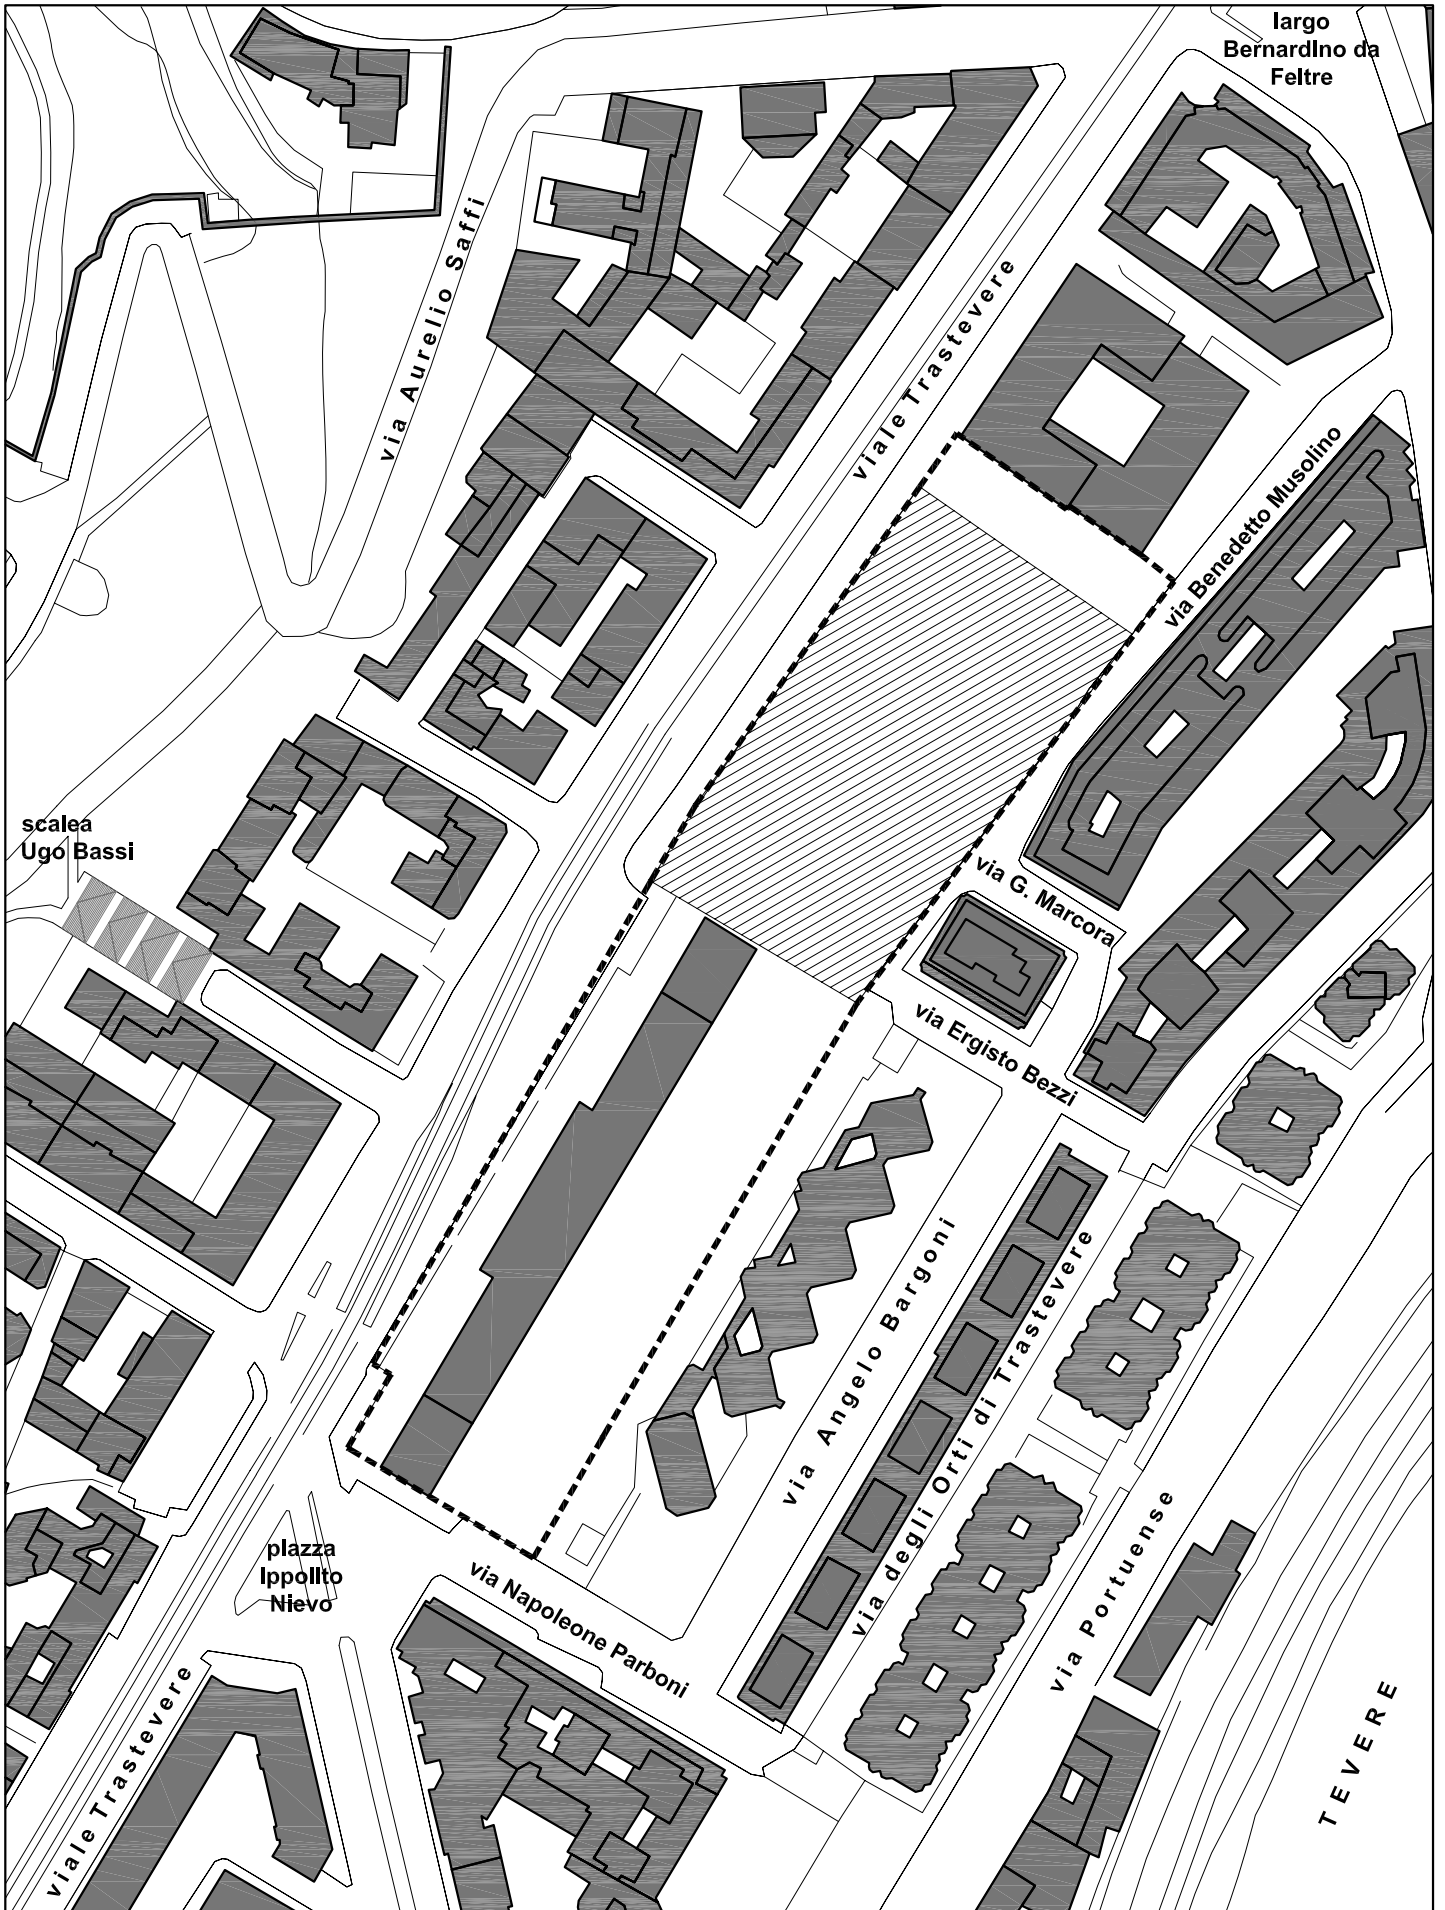 largo
Bernardino da
Feltre
via Aurelio Saffi
viale Trastevere
via Benedetto Musolino
scalea
Ugo Bassi
via G. Marcora
via Ergisto Bezzi
via Angelo Bargoni
via degli Orti di Trastevere
via Portuense
piazza
Ippolito
Nievo
via Napoleone Parboni
viale Trastevere
TEVERE